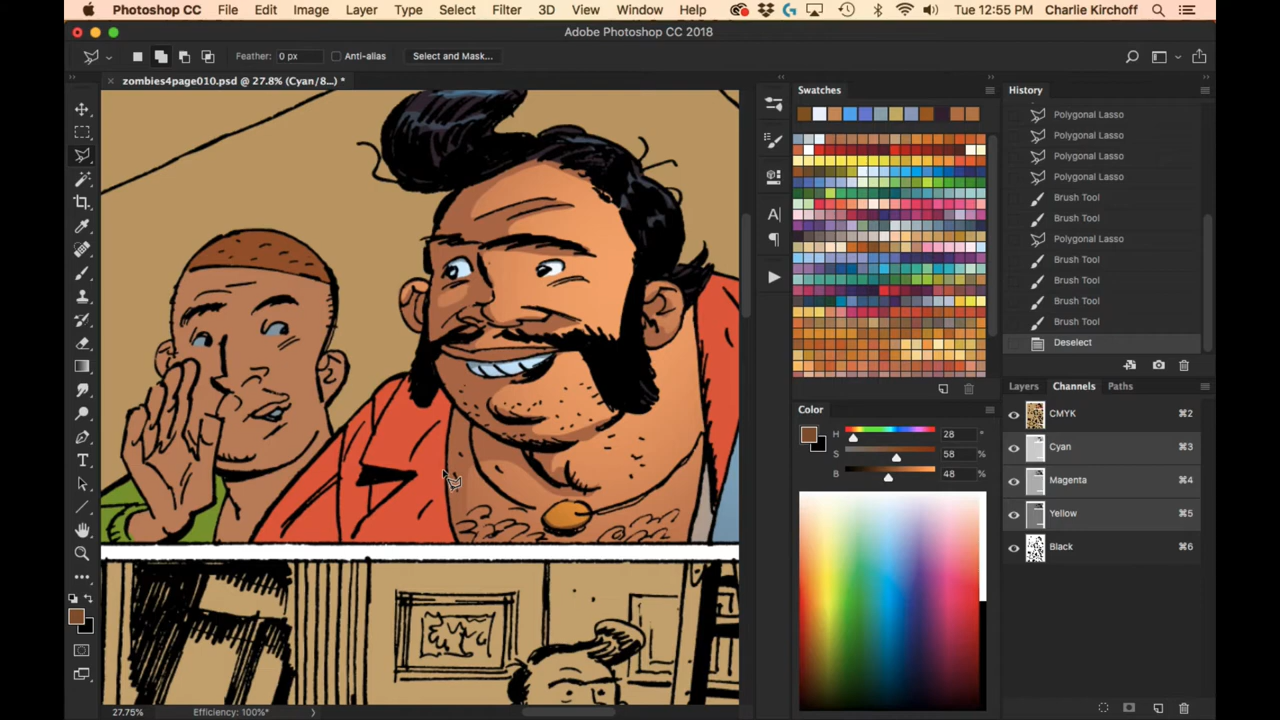 Photoshop CC File Edit Image Layer Type Select Filter 3D View Window Help Tue 12:55 PM Charlie Kirchoff
Adobe Photoshop CC 2018
Feather: 0 px Anti-alias Select and Mask...
zombies4page010.psd @ 27.8% (Cyan/8...) *
Swatches
History
Polygonal Lasso
Polygonal Lasso
Polygonal Lasso
Polygonal Lasso
Brush Tool
Brush Tool
Polygonal Lasso
Brush Tool
Brush Tool
Brush Tool
Brush Tool
Deselect
Layers Channels Paths
CMYK ⌘2
Cyan ⌘3
Magenta ⌘4
Yellow ⌘5
Black ⌘6
Color
H 28 °
S 58 %
B 48 %
27.75% Efficiency: 100%*